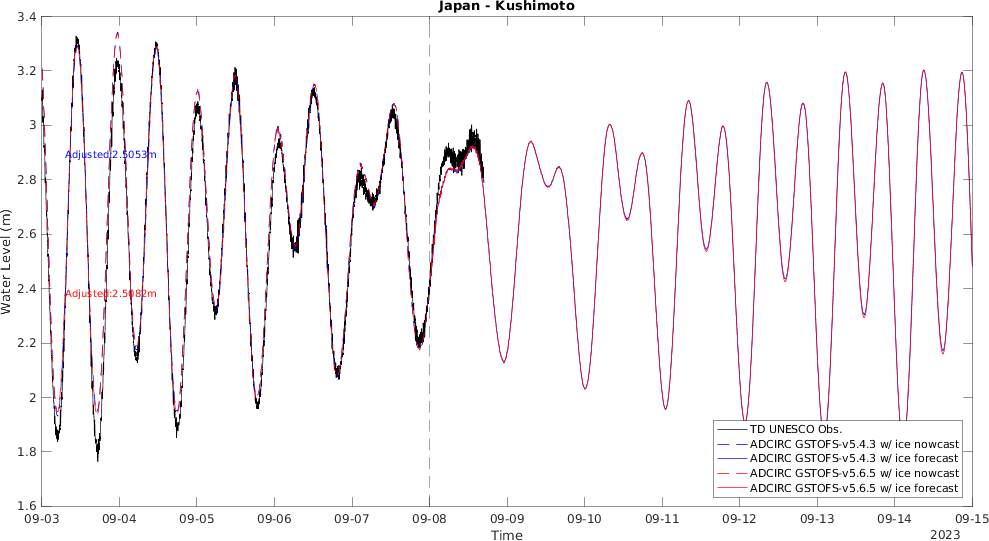 Japan - Kushimoto
3.4
3.2
3
2.8
2.6
2.4
2.2
2
1.8
1.6
Water Level (m)
Adjusted:2.5053m
Adjusted:2.5082m
TD UNESCO Obs.
ADCIRC GSTOFS-v5.4.3 w/ ice nowcast
ADCIRC GSTOFS-v5.4.3 w/ ice forecast
ADCIRC GSTOFS-v5.6.5 w/ ice nowcast
ADCIRC GSTOFS-v5.6.5 w/ ice forecast
09-03 09-04 09-05 09-06 09-07 09-08 09-09 09-10 09-11 09-12 09-13 09-14 09-15
Time
2023